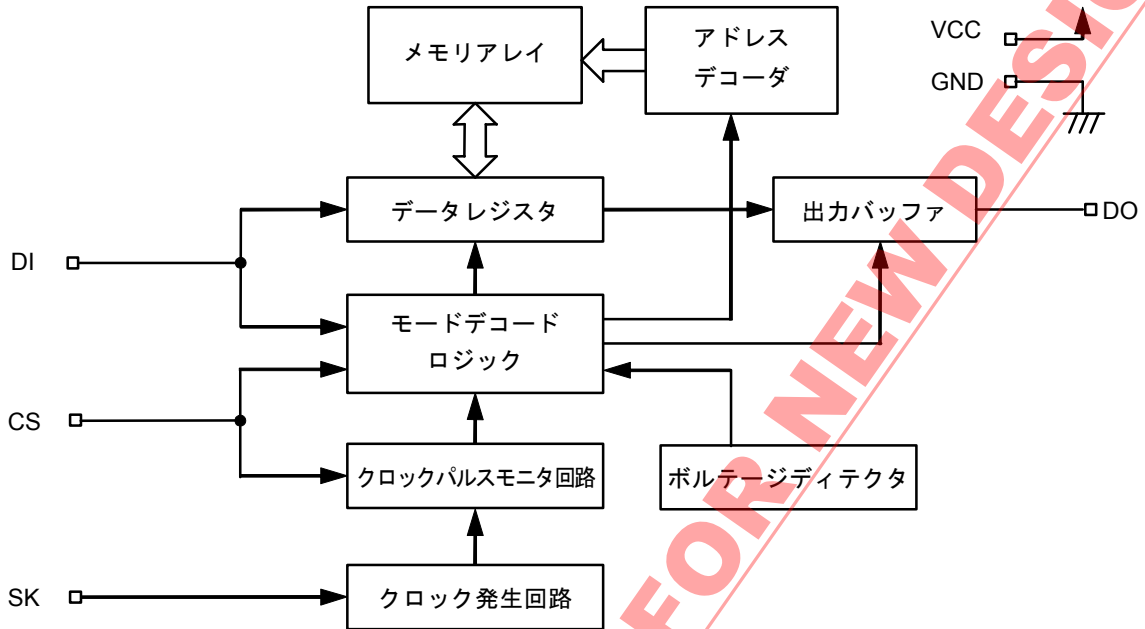 メモリアレイ
アドレス
デコーダ
VCC
GND
データレジスタ
出力バッファ
DO
DI
モードデコード
ロジック
CS
クロックパルスモニタ回路
ボルテージディテクタ
SK
クロック発生回路
FOR NEW DESIG